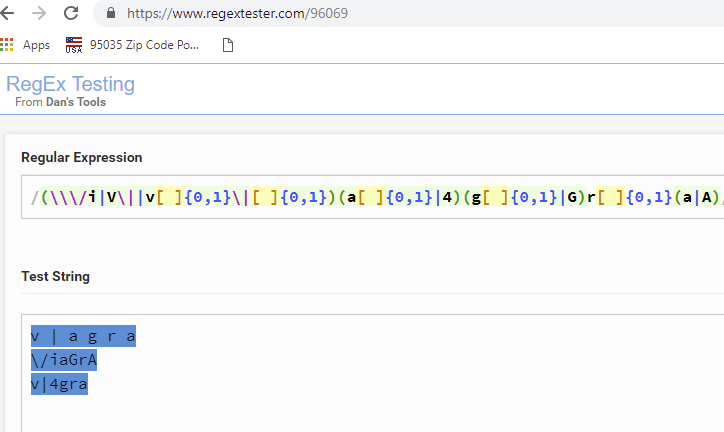 https://www.regextester.com/96069
Apps USA 95035 Zip Code Po...
RegEx Testing
From Dan's Tools
Regular Expression
/(\\\/i|V\||v[ ]{0,1}\|[ ]{0,1})(a[ ]{0,1}|4)(g[ ]{0,1}|G)r[ ]{0,1}(a|A)/
Test String
v | a g r a
\/iaGrA
v|4gra